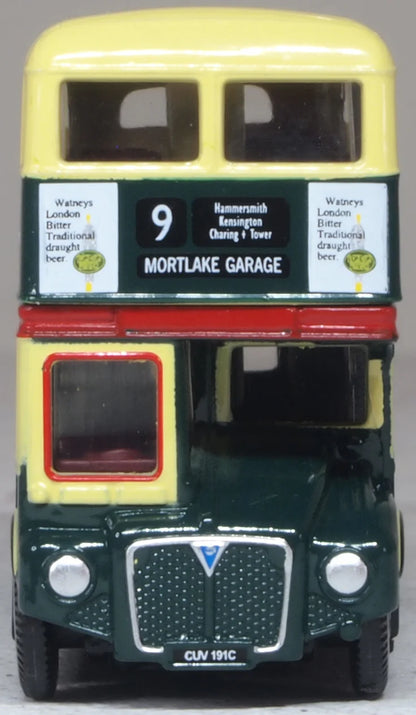 Watneys
London
Bitter
Traditional
draught
beer.
9
Hammersmith
Kensington
Charing + Tower
MORTLAKE GARAGE
Watneys
London
Bitter
Traditional
draught
beer.
CUV 191C